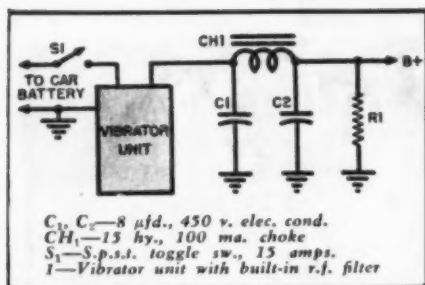 S1
CH1
B+
TO CAR
BATTERY
C1
C2
R1
VIBRATOR
UNIT
C₁, C₂—8 µfd., 450 v. elec. cond.
CH₁—15 hy., 100 ma. choke
S₁—S.p.s.t. toggle sw., 15 amps.
1—Vibrator unit with built-in r.f. filter